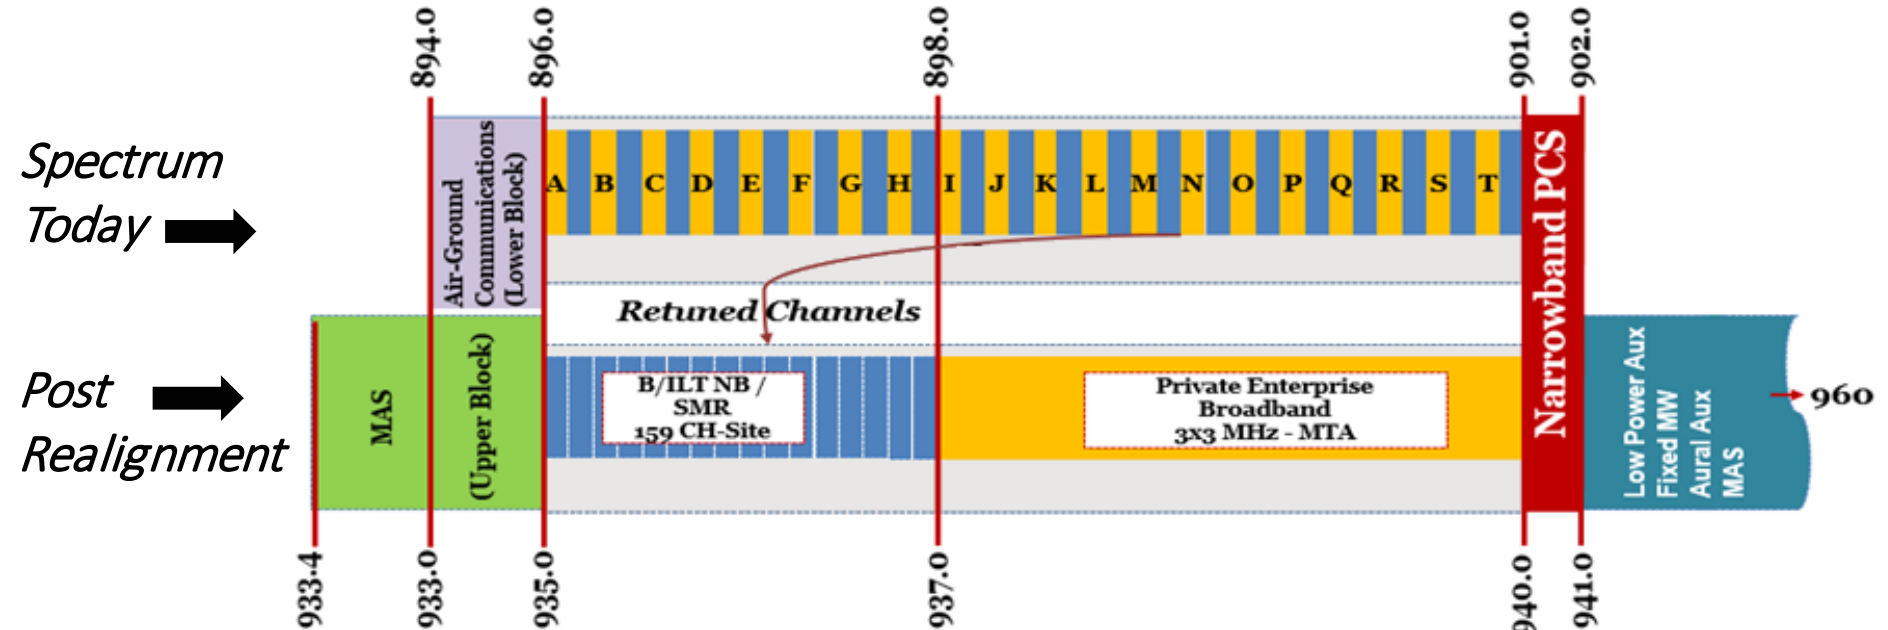 894.0
896.0
898.0
901.0
902.0
Spectrum
Today
Air-Ground
Communications
(Lower Block)
A B C D E F G H I J K L M N O P Q R S T
Narrowband PCS
Retuned Channels
Post
Realignment
MAS
(Upper Block)
B/ILT NB /
SMR
159 CH-Site
Private Enterprise
Broadband
3x3 MHz - MTA
Low Power Aux
Fixed MW
Aural Aux
MAS
960
933.4
933.0
935.0
937.0
940.0
941.0